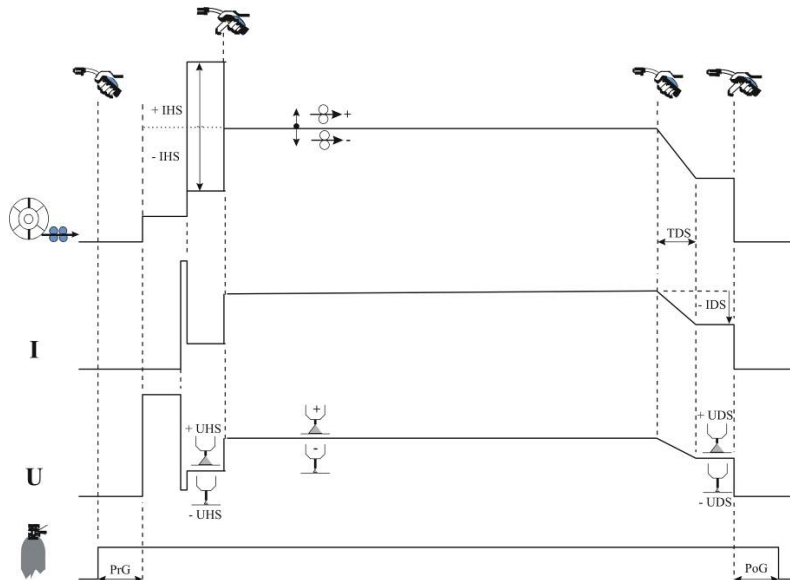 + IHS
- IHS
+
-
TDS
I
- IDS
+ UHS
+
+ UDS
-
U
- UHS
- UDS
PrG
PoG